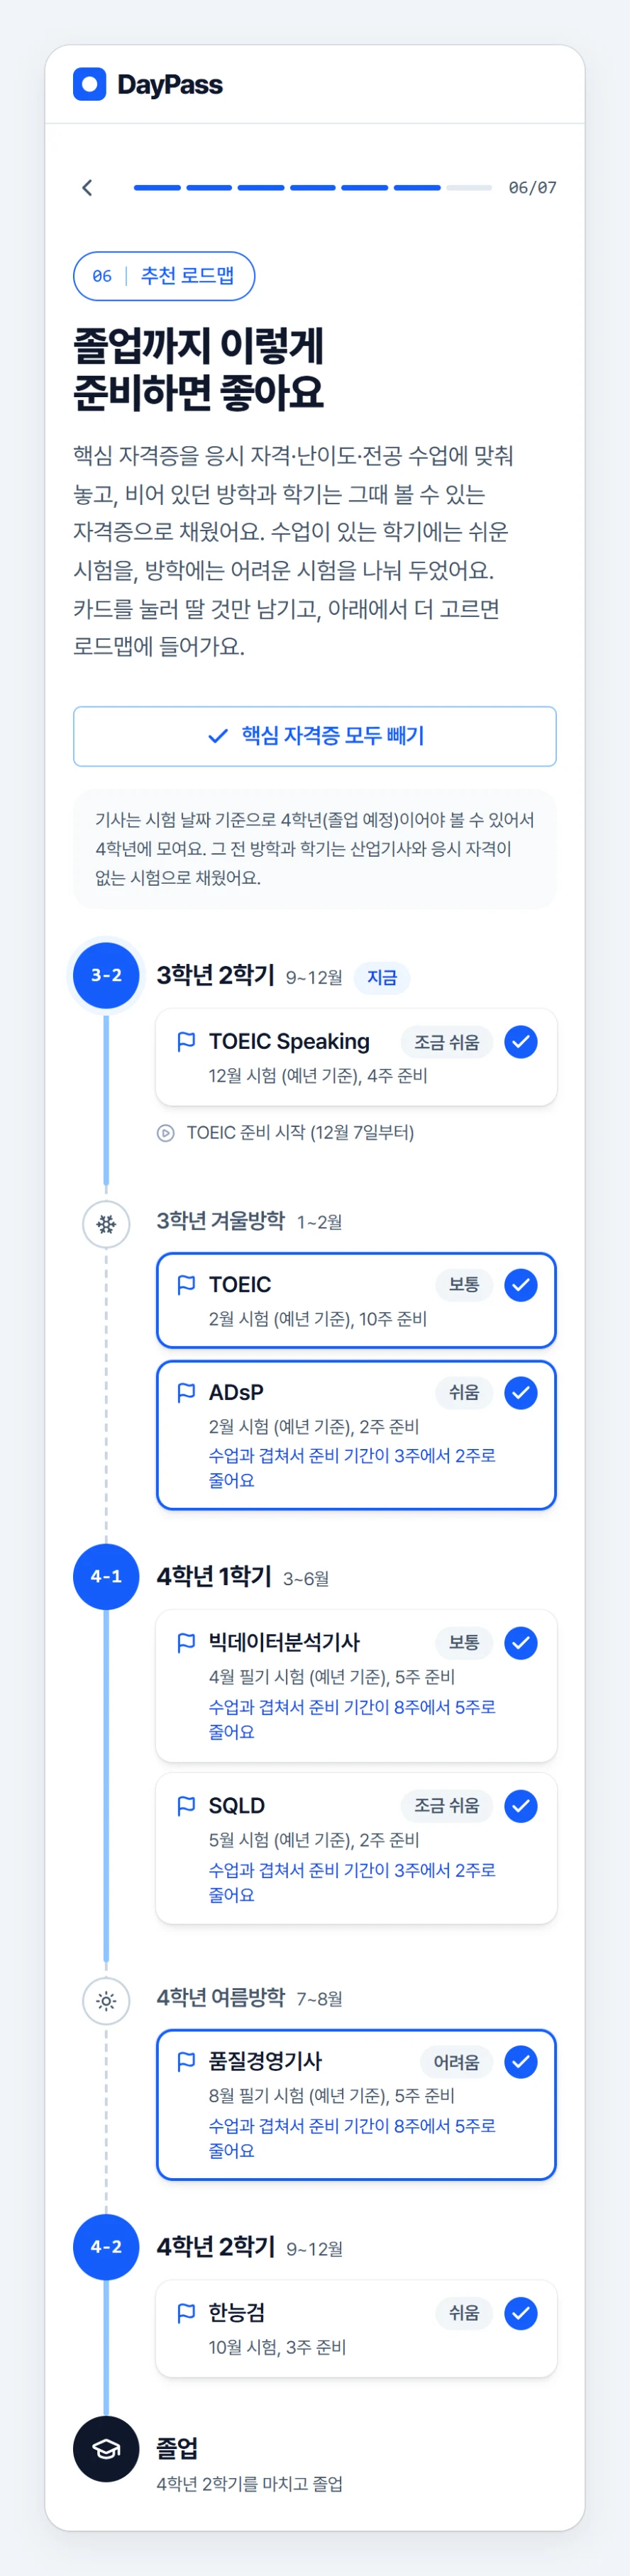 DayPass
06/07
06 | 추천 로드맵
졸업까지 이렇게
준비하면 좋아요
핵심 자격증을 응시 자격·난이도·전공 수업에 맞춰
놓고, 비어 있던 방학과 학기는 그때 볼 수 있는
자격증으로 채웠어요. 수업이 있는 학기에는 쉬운
시험을, 방학에는 어려운 시험을 나눠 두었어요.
카드를 눌러 딸 것만 남기고, 아래에서 더 고르면
로드맵에 들어가요.
핵심 자격증 모두 빼기
기사는 시험 날짜 기준으로 4학년(졸업 예정)이어야 볼 수 있어서
4학년에 모여요. 그 전 방학과 학기는 산업기사와 응시 자격이
없는 시험으로 채웠어요.
3-2 3학년 2학기 9~12월 지금
TOEIC Speaking 조금 쉬움
12월 시험 (예년 기준), 4주 준비
TOEIC 준비 시작 (12월 7일부터)
3학년 겨울방학 1~2월
TOEIC 보통
2월 시험 (예년 기준), 10주 준비
ADsP 쉬움
2월 시험 (예년 기준), 2주 준비
수업과 겹쳐서 준비 기간이 3주에서 2주로
줄어요
4-1 4학년 1학기 3~6월
빅데이터분석기사 보통
4월 필기 시험 (예년 기준), 5주 준비
수업과 겹쳐서 준비 기간이 8주에서 5주로
줄어요
SQLD 조금 쉬움
5월 시험 (예년 기준), 2주 준비
수업과 겹쳐서 준비 기간이 3주에서 2주로
줄어요
4학년 여름방학 7~8월
품질경영기사 어려움
8월 필기 시험 (예년 기준), 5주 준비
수업과 겹쳐서 준비 기간이 8주에서 5주로
줄어요
4-2 4학년 2학기 9~12월
한능검 쉬움
10월 시험, 3주 준비
졸업
4학년 2학기를 마치고 졸업